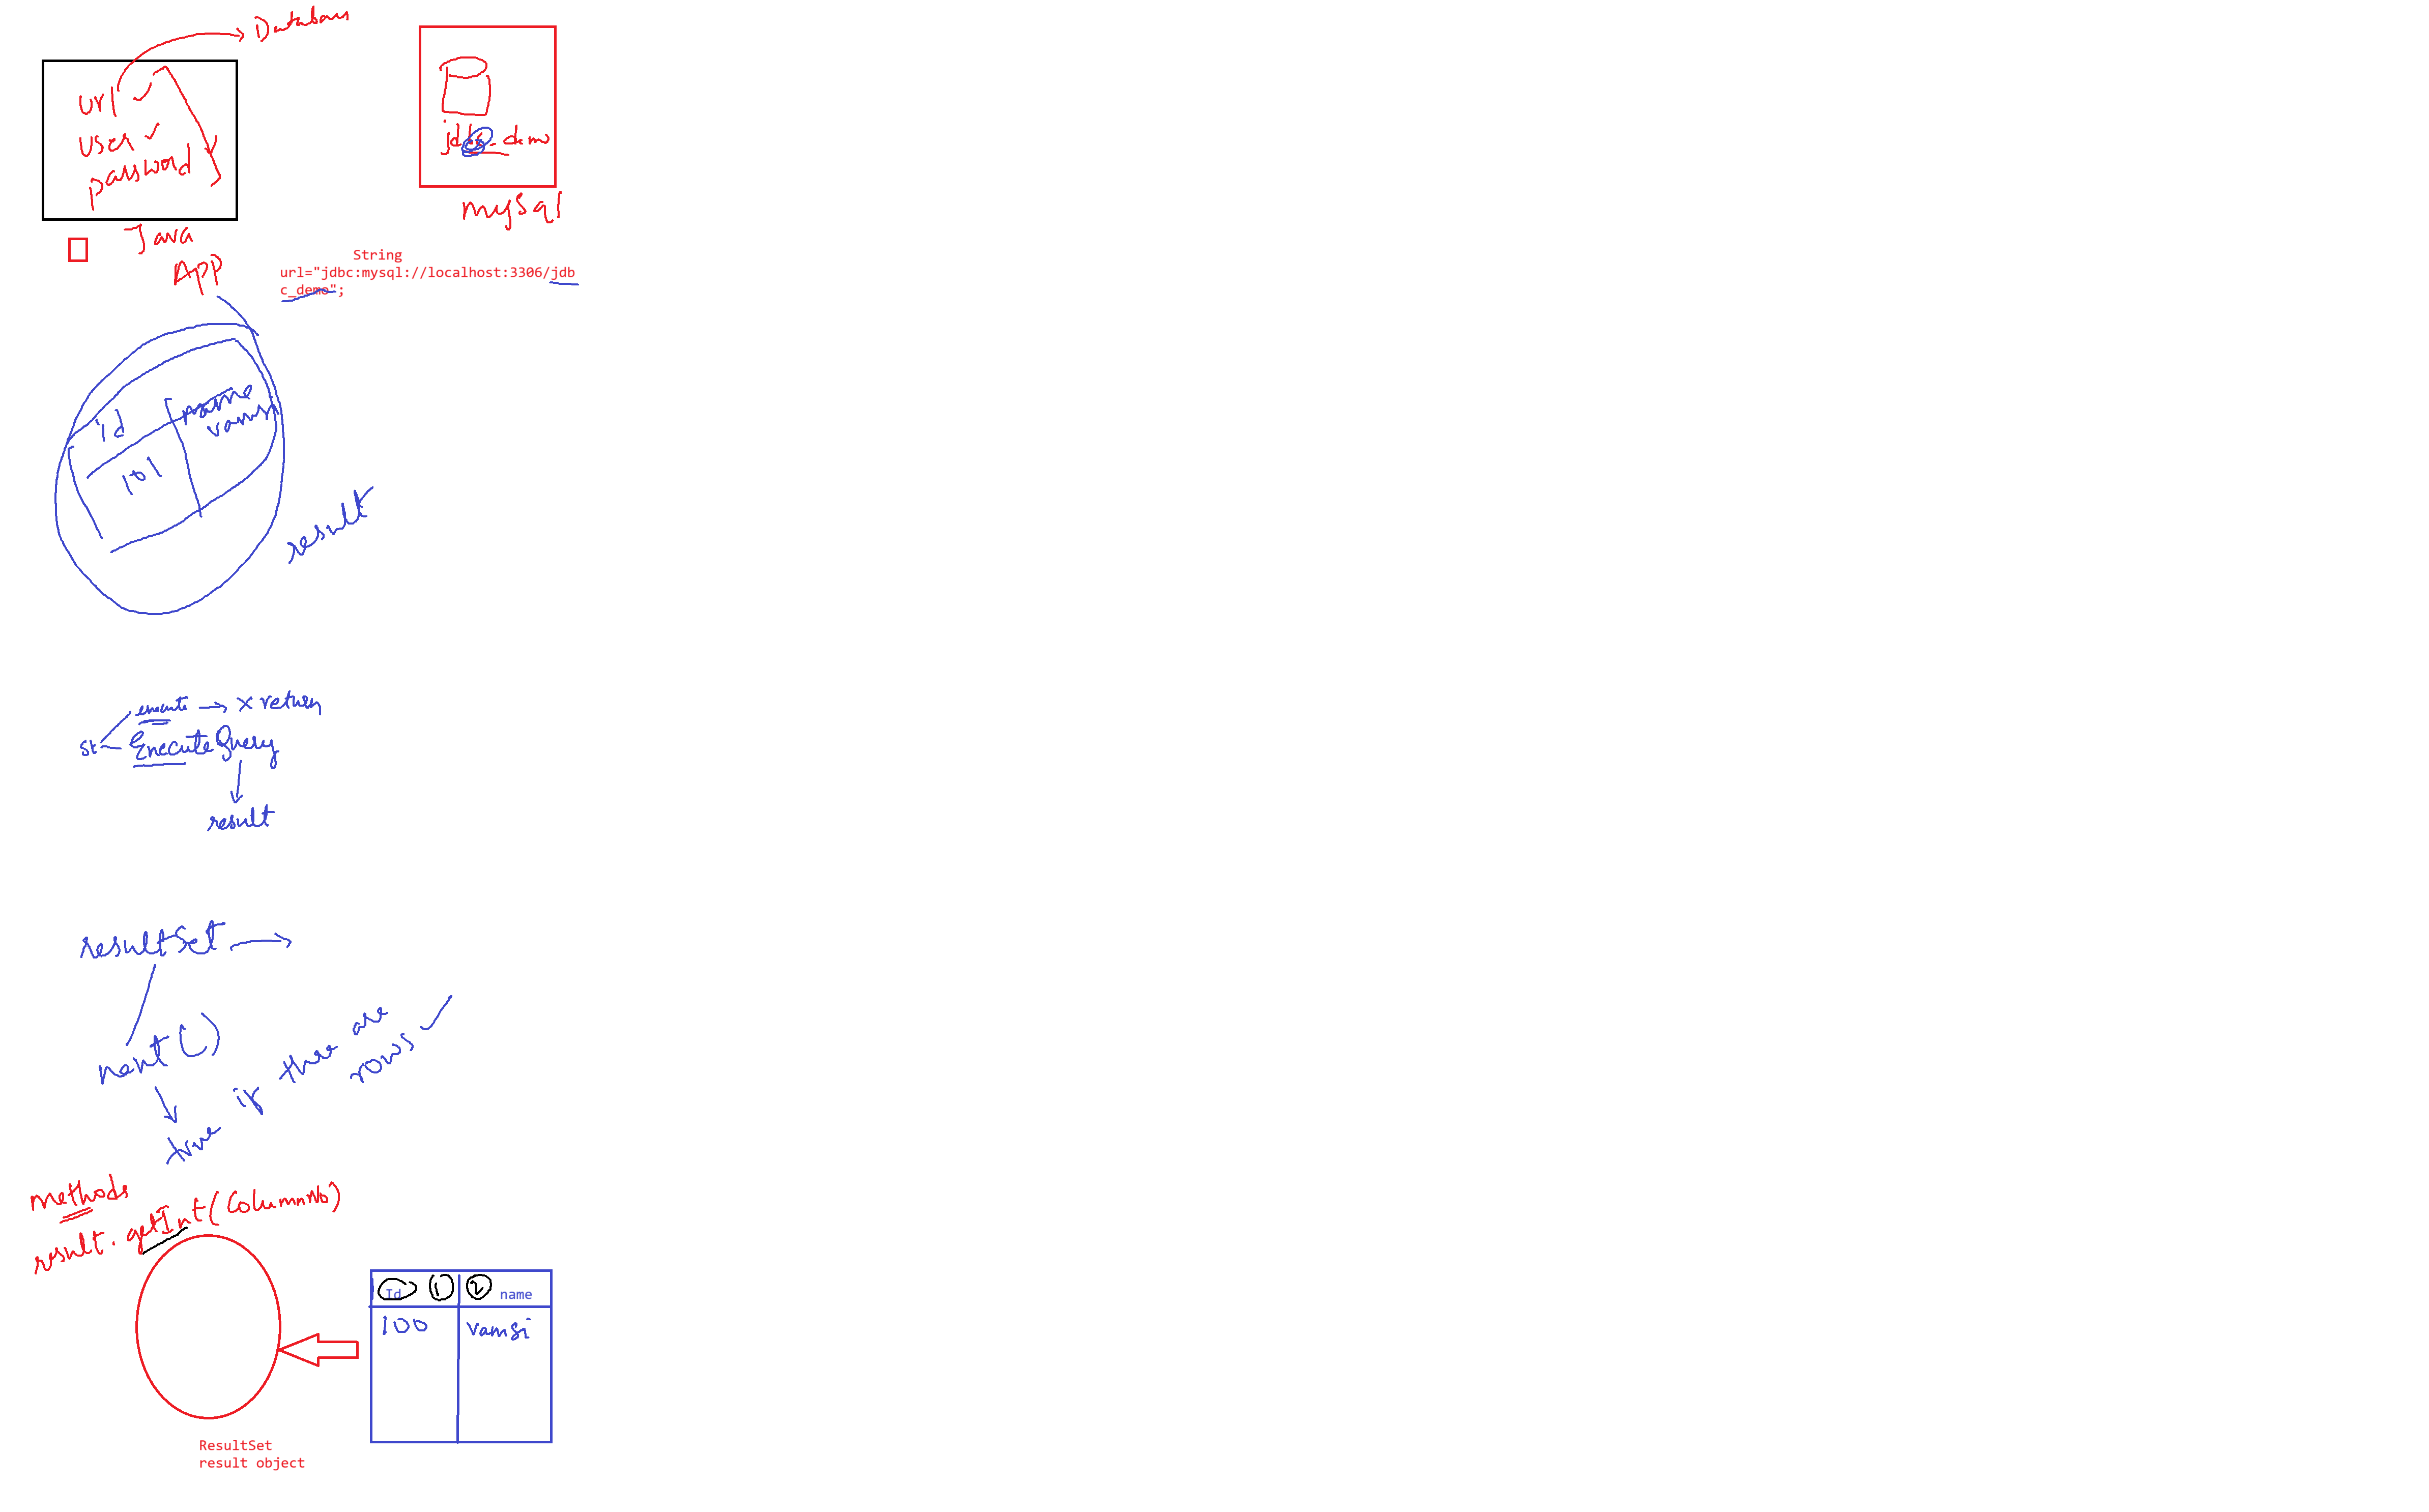 Database
url
user
password
Java
App
jdbc_demo
mysql
String
url="jdbc:mysql://localhost:3306/jdb
c_demo";
id name
vamsi
101
result
execute → x return
st ExecuteQuery
result
resultSet →
next()
true if there are
rows
methods
result.getInt(ColumnNo)
Id 1 2 name
100 vamsi
ResultSet
result object